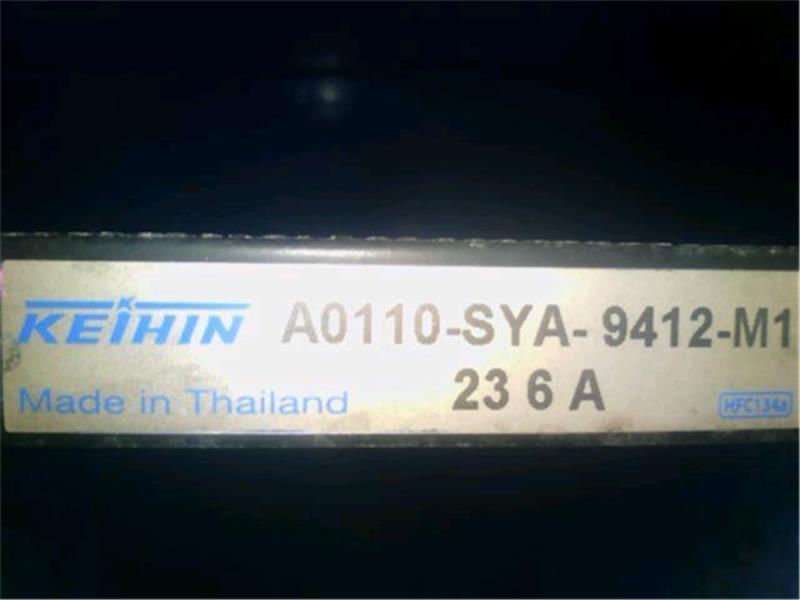 KEIHIN A0110-SYA-9412-M1
Made in Thailand 23 6 A HFC134a